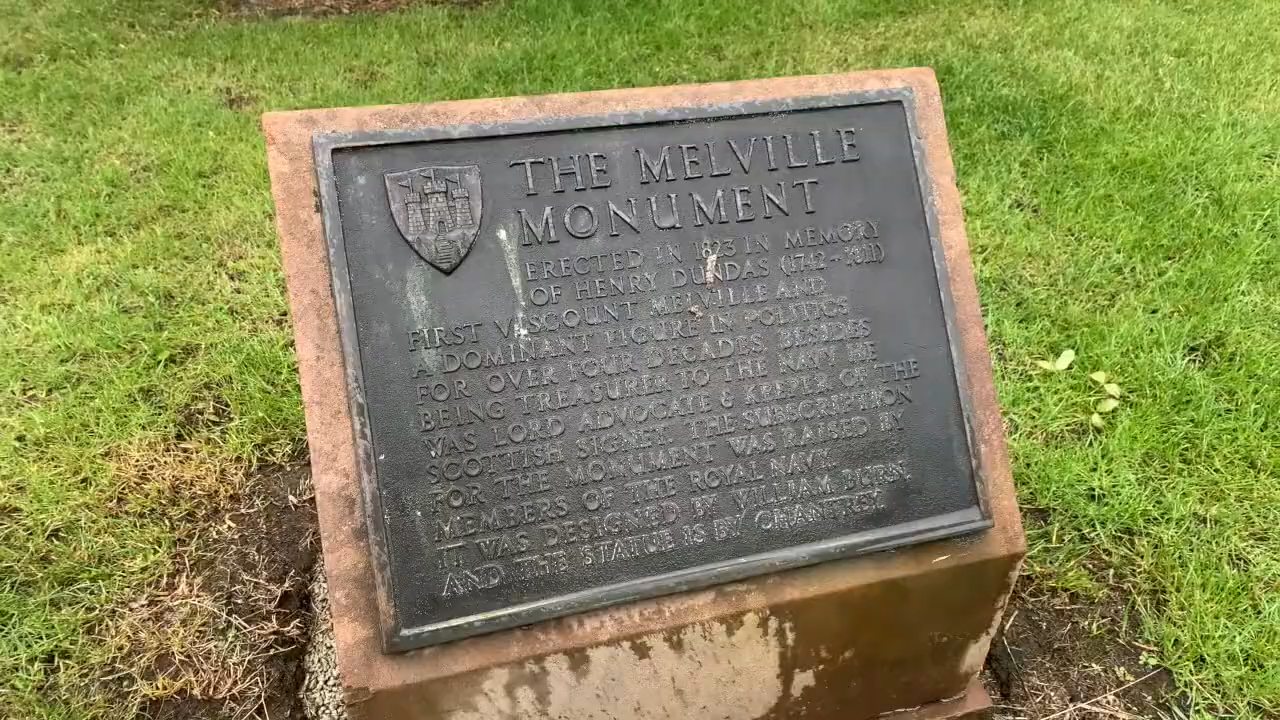 THE MELVILLE
MONUMENT
ERECTED IN 1823 IN MEMORY
OF HENRY DUNDAS (1742-1811)
FIRST VISCOUNT MELVILLE AND
A DOMINANT FIGURE IN POLITICS
FOR OVER FOUR DECADES. BESIDES
BEING TREASURER TO THE NAVY HE
WAS LORD ADVOCATE & KEEPER OF THE
SCOTTISH SIGNET. THE SUBSCRIPTION
FOR THE MONUMENT WAS RAISED BY
MEMBERS OF THE ROYAL NAVY.
IT WAS DESIGNED BY WILLIAM BURN
AND THE STATUE IS BY CHANTREY.